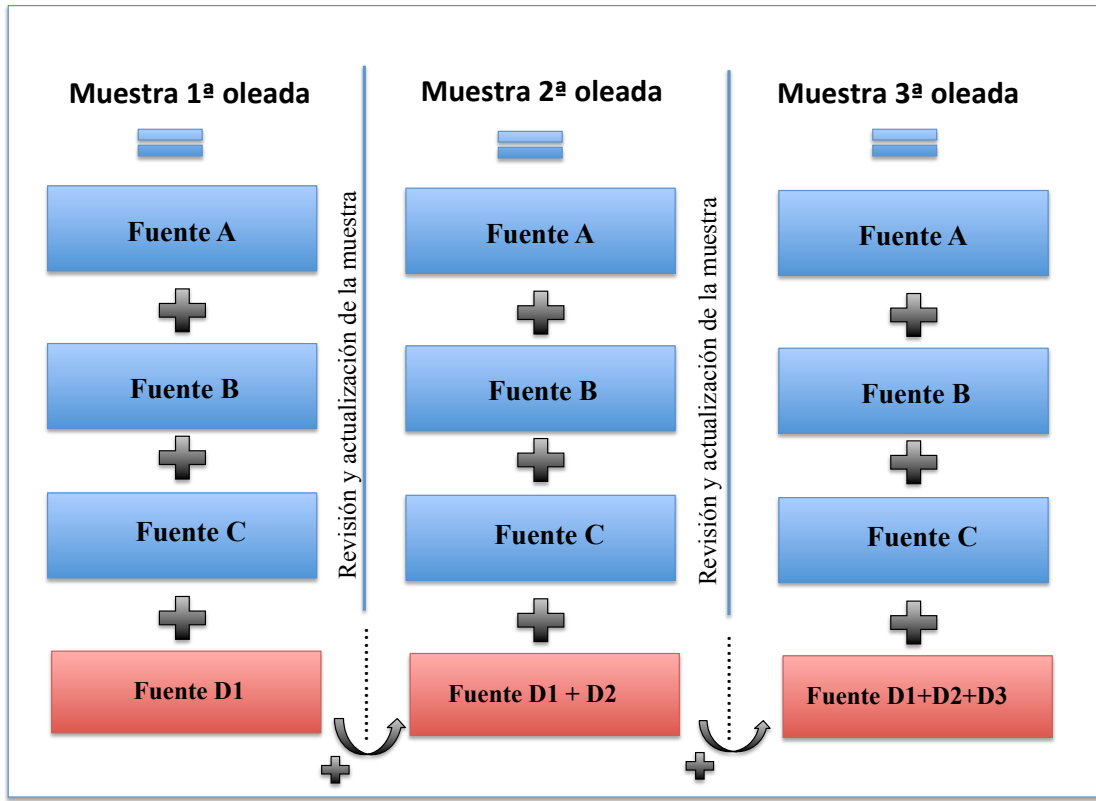 Muestra 1ª oleada
Fuente A
Fuente B
Fuente C
Fuente D1
Revisión y actualización de la muestra
Muestra 2ª oleada
Fuente A
Fuente B
Fuente C
Fuente D1 + D2
Revisión y actualización de la muestra
Muestra 3ª oleada
Fuente A
Fuente B
Fuente C
Fuente D1+D2+D3